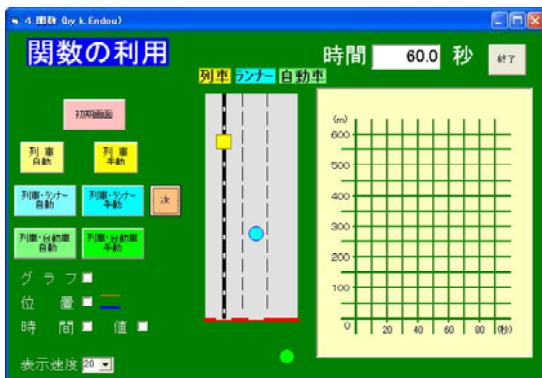 4.関数 (by k.Endou)
関数の利用
時間 60.0 秒
終了
列車 ランナー 自動車
初期画面
列車 自動
列車 手動
列車・ランナー 自動
列車・ランナー 手動
次
列車・自動車 自動
列車・自動車 手動
グラフ
位置
時間 値
表示速度 20
(m)
600
500
400
300
200
100
0 20 40 60 80 (秒)